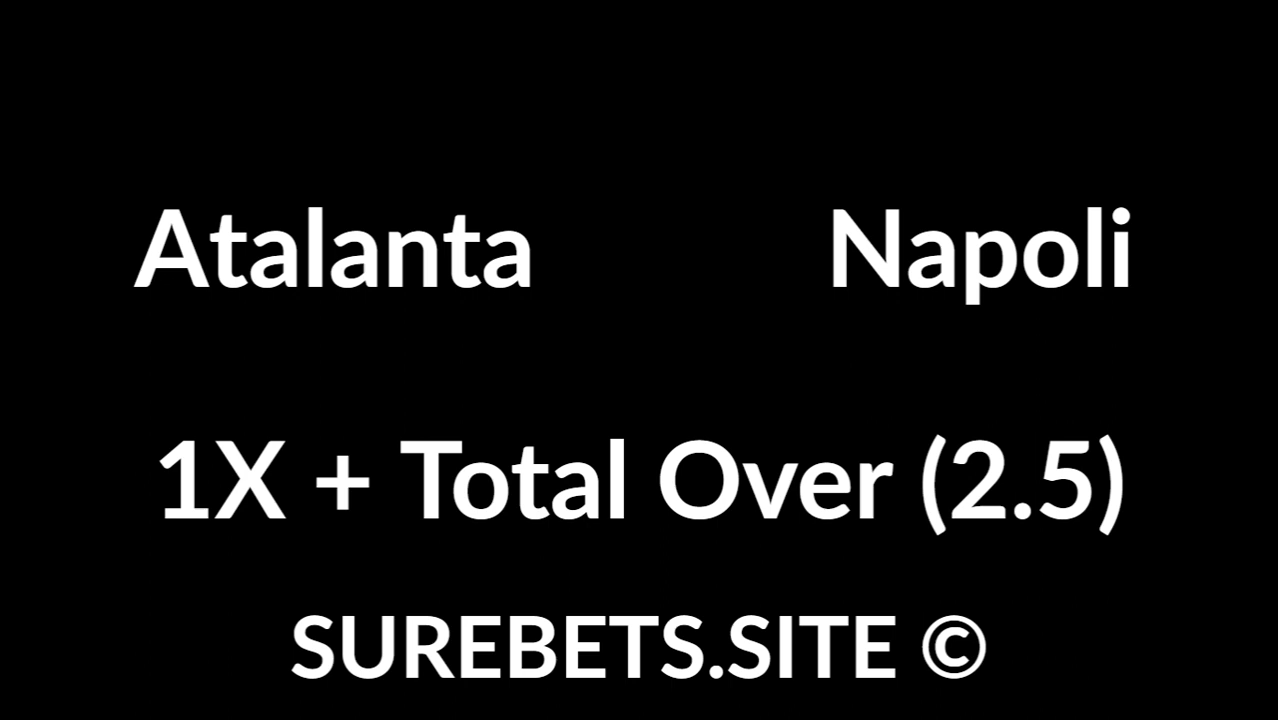 Atalanta Napoli
1X + Total Over (2.5)
SUREBETS.SITE ©